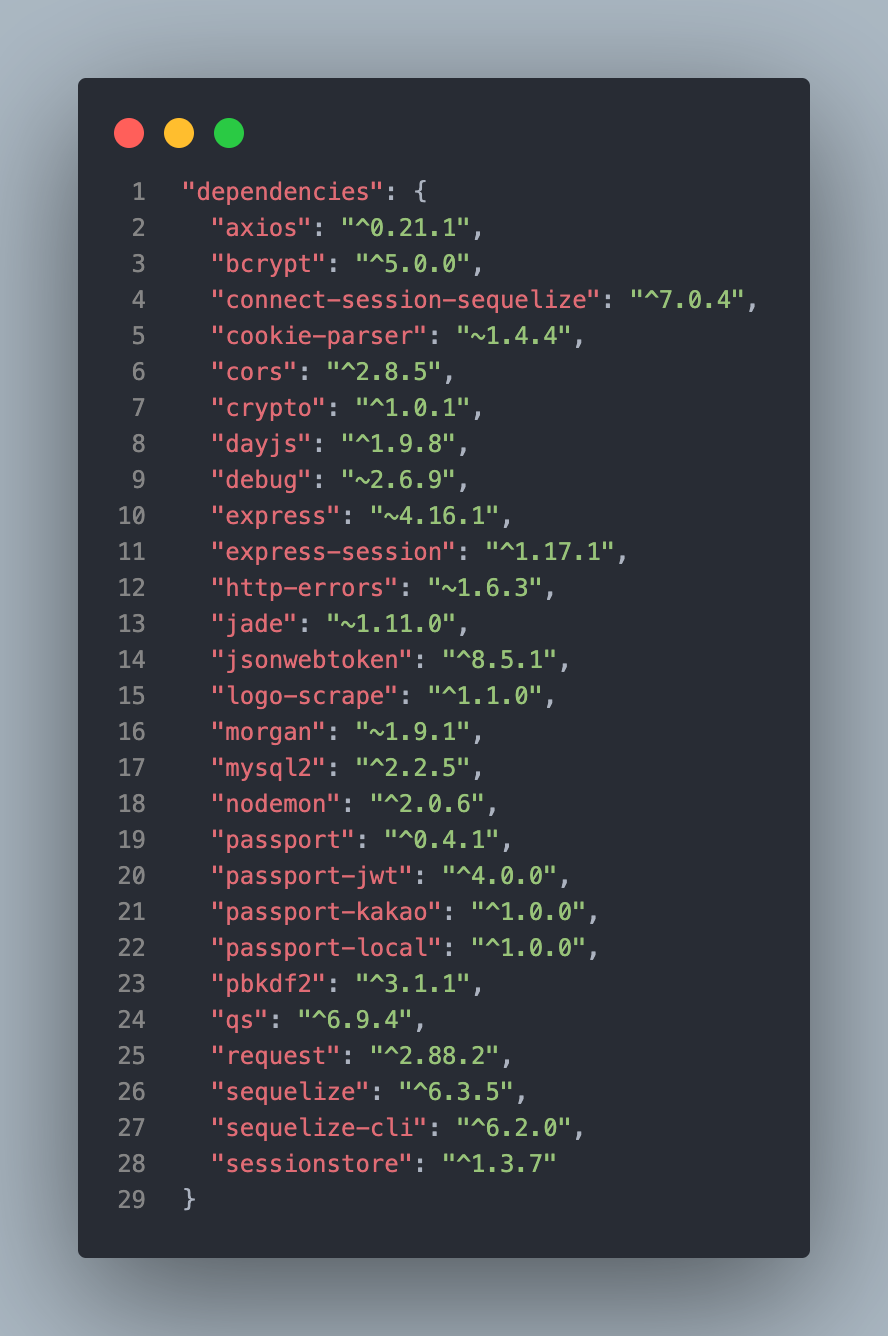 1 "dependencies": {
2 "axios": "^0.21.1",
3 "bcrypt": "^5.0.0",
4 "connect-session-sequelize": "^7.0.4",
5 "cookie-parser": "~1.4.4",
6 "cors": "^2.8.5",
7 "crypto": "^1.0.1",
8 "dayjs": "^1.9.8",
9 "debug": "~2.6.9",
10 "express": "~4.16.1",
11 "express-session": "^1.17.1",
12 "http-errors": "~1.6.3",
13 "jade": "~1.11.0",
14 "jsonwebtoken": "^8.5.1",
15 "logo-scrape": "^1.1.0",
16 "morgan": "~1.9.1",
17 "mysql2": "^2.2.5",
18 "nodemon": "^2.0.6",
19 "passport": "^0.4.1",
20 "passport-jwt": "^4.0.0",
21 "passport-kakao": "^1.0.0",
22 "passport-local": "^1.0.0",
23 "pbkdf2": "^3.1.1",
24 "qs": "^6.9.4",
25 "request": "^2.88.2",
26 "sequelize": "^6.3.5",
27 "sequelize-cli": "^6.2.0",
28 "sessionstore": "^1.3.7"
29 }